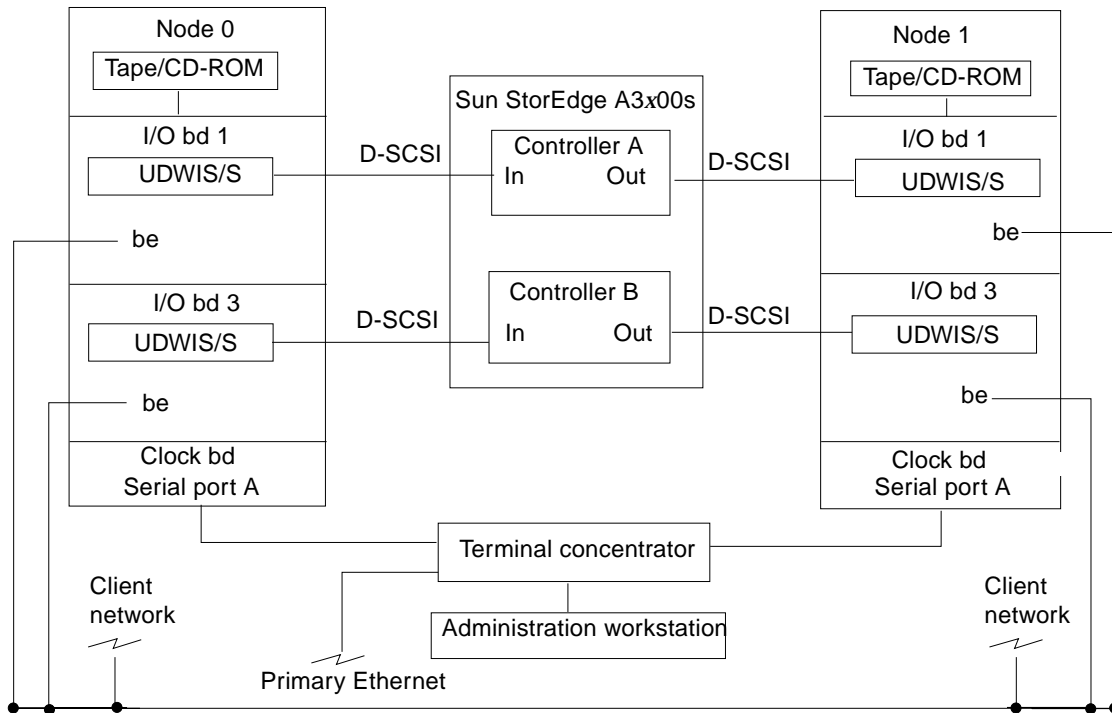 Node 0
Tape/CD-ROM
I/O bd 1
UDWIS/S
be
I/O bd 3
UDWIS/S
be
Clock bd
Serial port A
D-SCSI
D-SCSI
Sun StorEdge A3x00s
Controller A
In Out
Controller B
In Out
D-SCSI
D-SCSI
Node 1
Tape/CD-ROM
I/O bd 1
UDWIS/S
be
I/O bd 3
UDWIS/S
be
Clock bd
Serial port A
Terminal concentrator
Administration workstation
Primary Ethernet
Client
network
Client
network